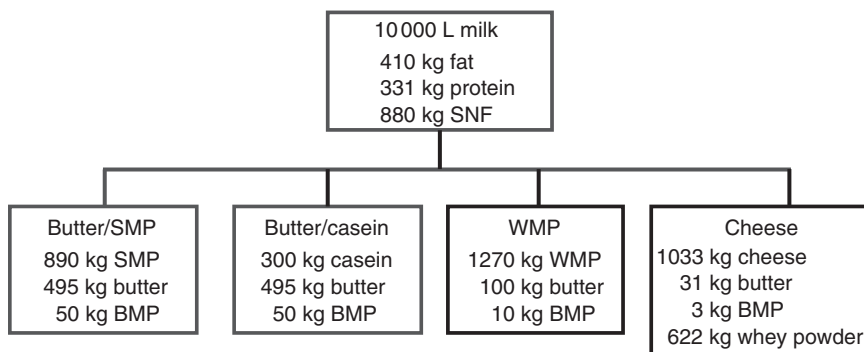 10 000 L milk
410 kg fat
331 kg protein
880 kg SNF
Butter/SMP
890 kg SMP
495 kg butter
50 kg BMP
Butter/casein
300 kg casein
495 kg butter
50 kg BMP
WMP
1270 kg WMP
100 kg butter
10 kg BMP
Cheese
1033 kg cheese
31 kg butter
3 kg BMP
622 kg whey powder